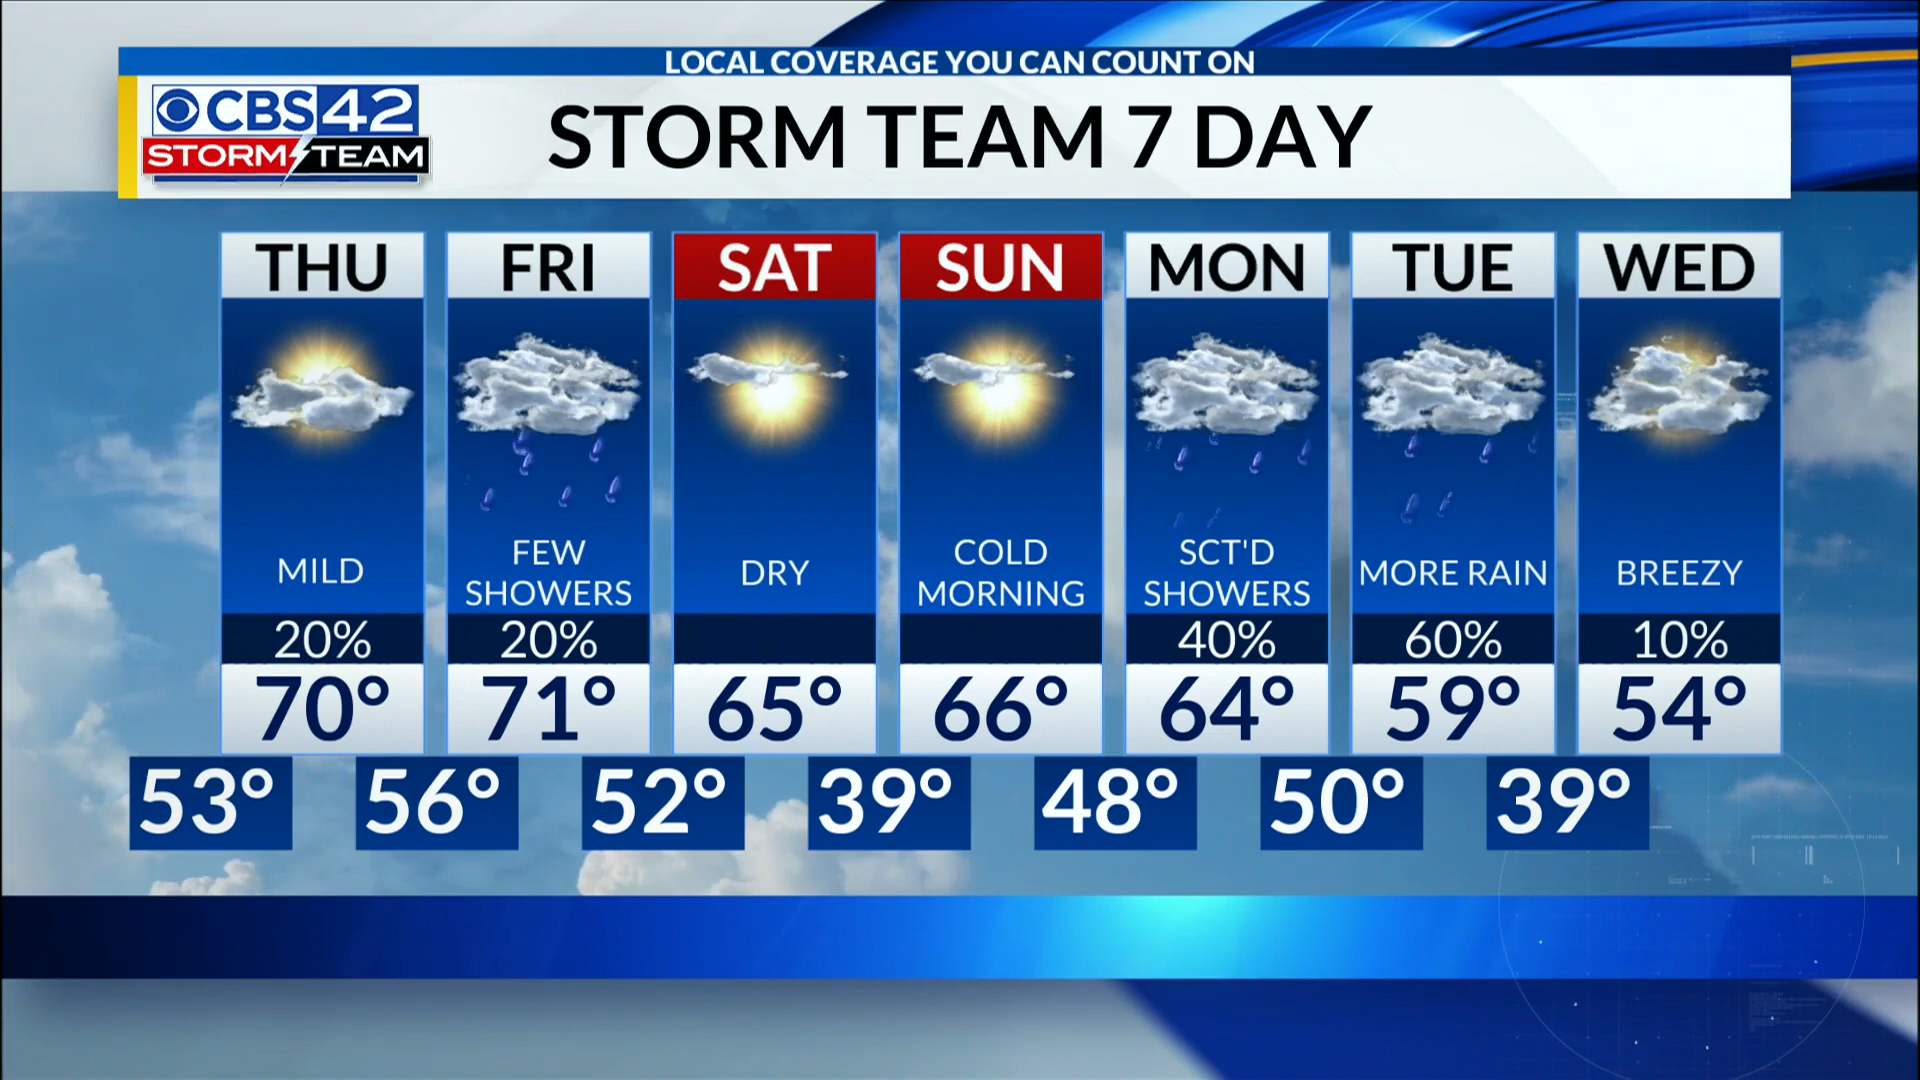 LOCAL COVERAGE YOU CAN COUNT ON
CBS 42
STORM TEAM
STORM TEAM 7 DAY
THU FRI SAT SUN MON TUE WED
MILD
FEW
SHOWERS
DRY
COLD
MORNING
SCT'D
SHOWERS
MORE RAIN
BREEZY
20% 20% 40% 60% 10%
70° 71° 65° 66° 64° 59° 54°
53° 56° 52° 39° 48° 50° 39°